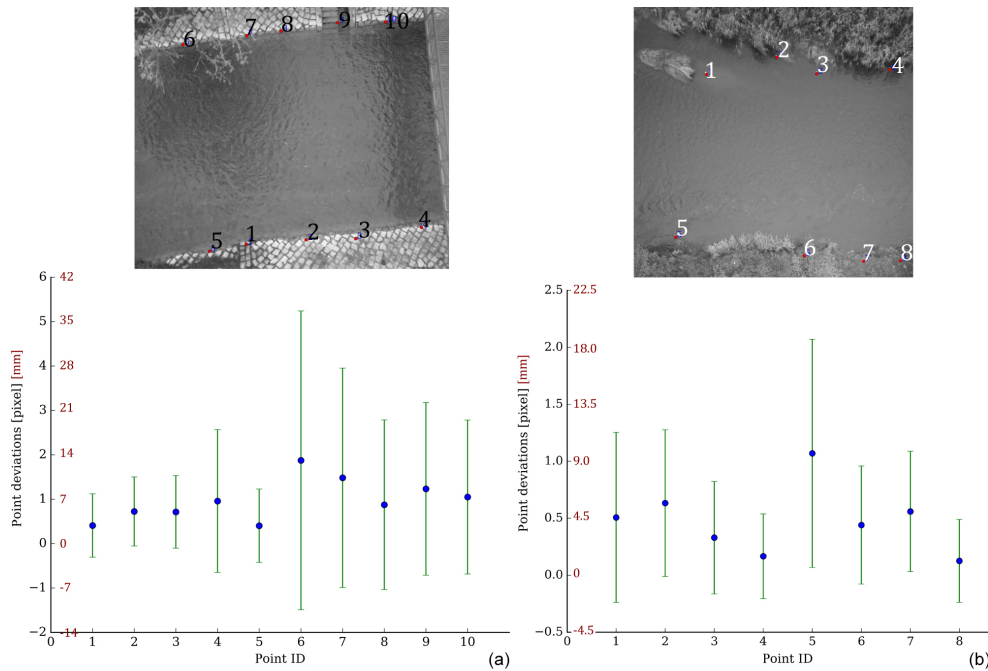 6 7 8 9 10
5 1 2 3 4
1 2 3 4
5 6 7 8
Point deviations [pixel] [mm]
6 42
5 35
4 28
3 21
2 14
1 7
0 0
−1 -7
−2 -14
0 1 2 3 4 5 6 7 8 9 10
Point ID
(a)
Point deviations [pixel] [mm]
2.5 22.5
2.0 18.0
1.5 13.5
1.0 9.0
0.5 4.5
0.0 0
−0.5 -4.5
0 1 2 3 4 5 6 7 8
Point ID
(b)